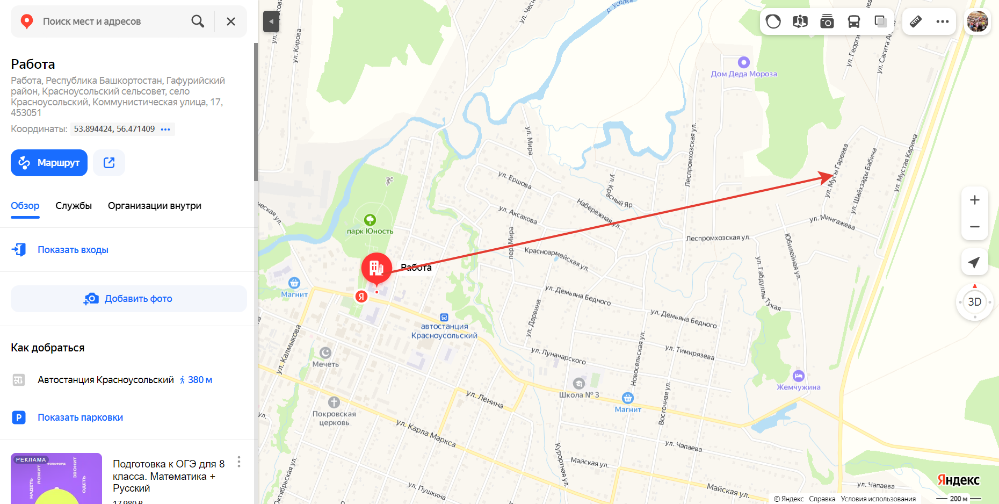 Поиск мест и адресов
Работа
Работа, Республика Башкортостан, Гафурийский
район, Красноусольский сельсовет, село
Красноусольский, Коммунистическая улица, 17,
453051
Координаты: 53.894424, 56.471409
Маршрут
Обзор Службы Организации внутри
Показать входы
Добавить фото
Как добраться
Автостанция Красноусольский 380 м
P Показать парковки
РЕКЛАМА
ФОКСФОРД
НАДЕТЬ
ЛОЖИТ
ЗВОНИТ
ОДЕТЬ
Подготовка к ОГЭ для 8
класса. Математика +
Русский
17 980 ₽
р. Усолка
ул. Кирова
ул. Георги
ул. Сагита А
Дом Деда Мороза
ул. Мира
Леспромхозская ул.
ул. Мусы Гареева
ул. Шайхзады Бабича
ул. Мустая Карима
ул. Ершова
ул. Красный Яр
Набережная ул.
ул. Аксакова
парк Юность
пер. Мира
Леспромхозская ул.
ул. Мингажева
Юбилейная ул.
Красноармейская ул.
ул. Габдуллы Тукая
Работа
Магнит
Я
ул. Демьяна Бедного
ул. Демьяна Бедного
автостанция
Красноусольский
ул. Дарвина
ул. Калмыкова
Мечеть
ул. Луначарского
Новосельская ул.
ул. Тимирязева
Жемчужина
Школа № 3
Магнит
Восточная ул.
ул. Ленина
Покровская
церковь
ул. Карла Маркса
ул. Чапаева
Курортная ул.
Майская ул.
Октябрьская ул.
ул. Пушкина
Майская ул.
ул. Чапаева
3D
Яндекс
© Яндекс Справка Условия использования 200 м